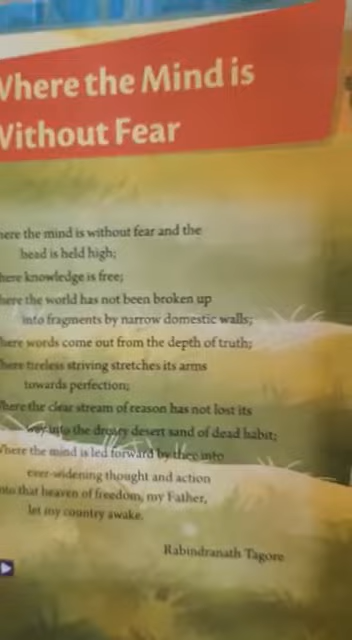 Where the Mind is
Without Fear
here the mind is without fear and the
head is held high;
here knowledge is free;
here the world has not been broken up
into fragments by narrow domestic walls;
here words come out from the depth of truth;
here tireless striving stretches its arms
towards perfection;
Where the clear stream of reason has not lost its
way into the dreary desert sand of dead habit;
Where the mind is led forward by thee into
ever-widening thought and action
nto that heaven of freedom, my Father,
let my country awake.
Rabindranath Tagore